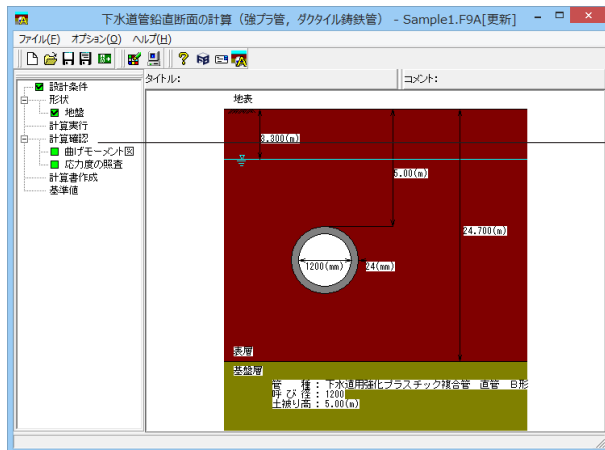 下水道管鉛直断面の計算（強プラ管，ダクタイル鋳鉄管） - Sample1.F9A[更新]
ファイル(F) オプション(O) ヘルプ(H)
タイトル:
コメント:
設計条件
形状
地盤
計算実行
計算確認
曲げモーメント図
応力度の照査
計算書作成
基準値
地表
3.300(m)
5.00(m)
24.700(m)
1200(mm)
24(mm)
表層
基盤層
管　種：下水道用強化プラスチック複合管　直管　B形
呼び径：1200
土被り高：5.00(m)